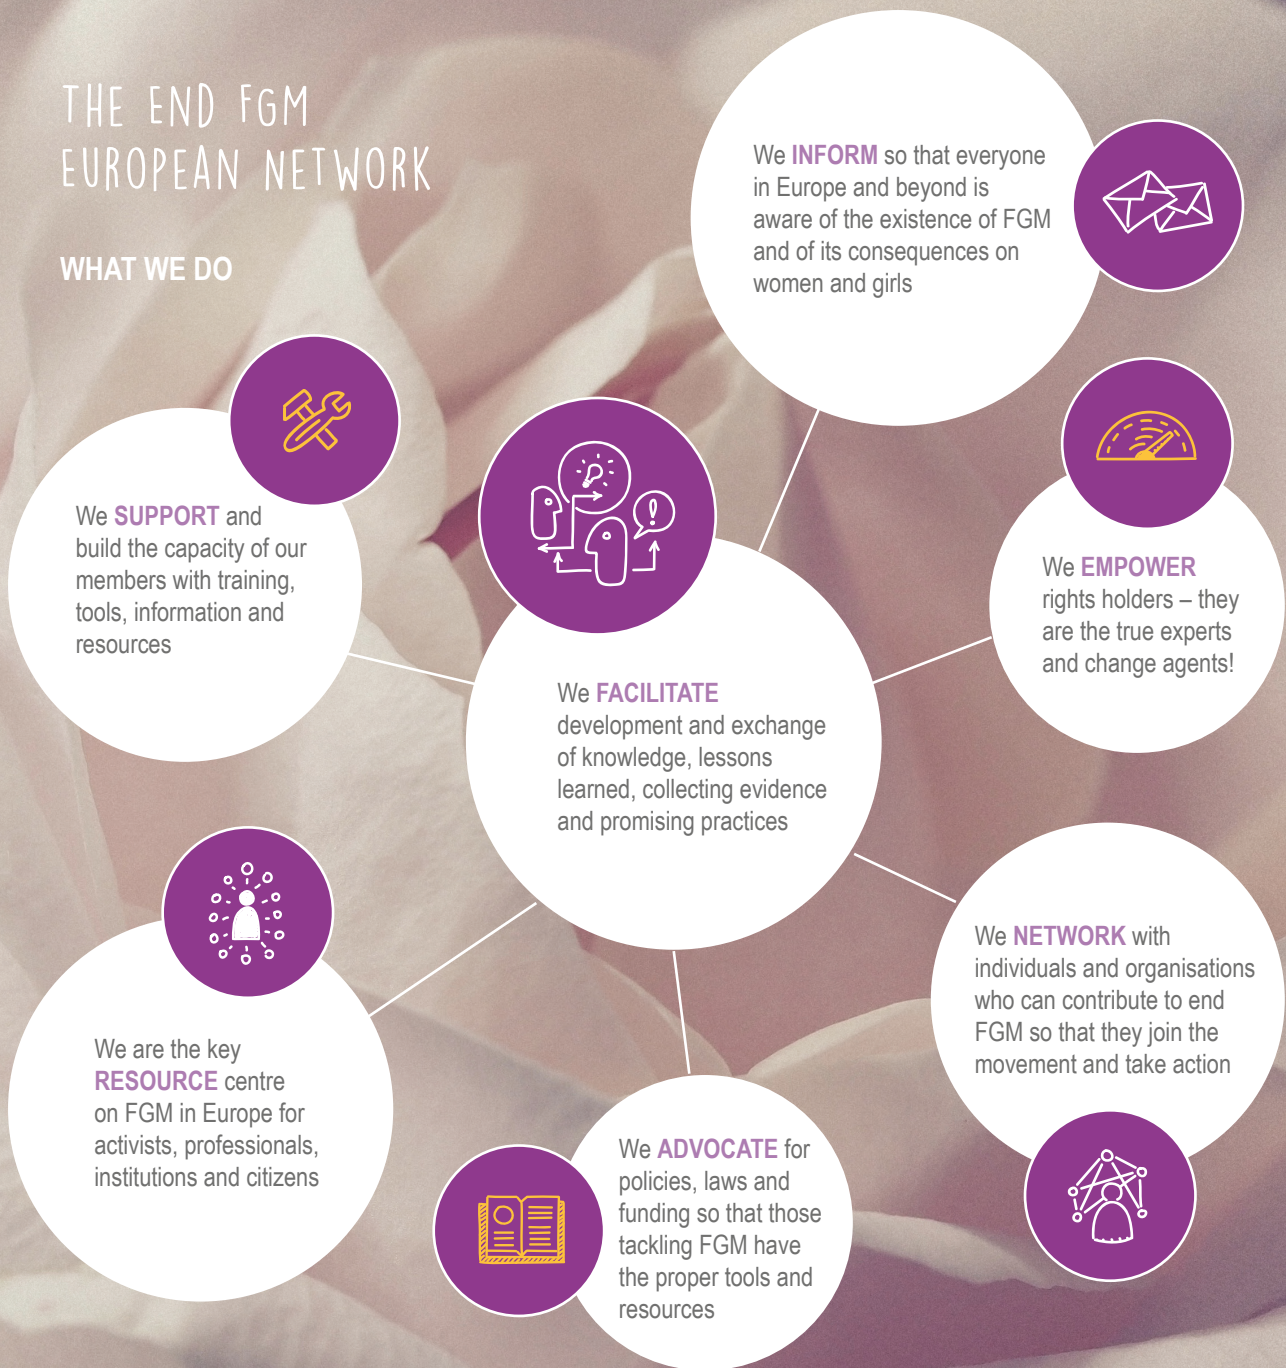 THE END FGM
EUROPEAN NETWORK
WHAT WE DO
We INFORM so that everyone
in Europe and beyond is
aware of the existence of FGM
and of its consequences on
women and girls
We SUPPORT and
build the capacity of our
members with training,
tools, information and
resources
We EMPOWER
rights holders – they
are the true experts
and change agents!
We FACILITATE
development and exchange
of knowledge, lessons
learned, collecting evidence
and promising practices
We NETWORK with
individuals and organisations
who can contribute to end
FGM so that they join the
movement and take action
We are the key
RESOURCE centre
on FGM in Europe for
activists, professionals,
institutions and citizens
We ADVOCATE for
policies, laws and
funding so that those
tackling FGM have
the proper tools and
resources